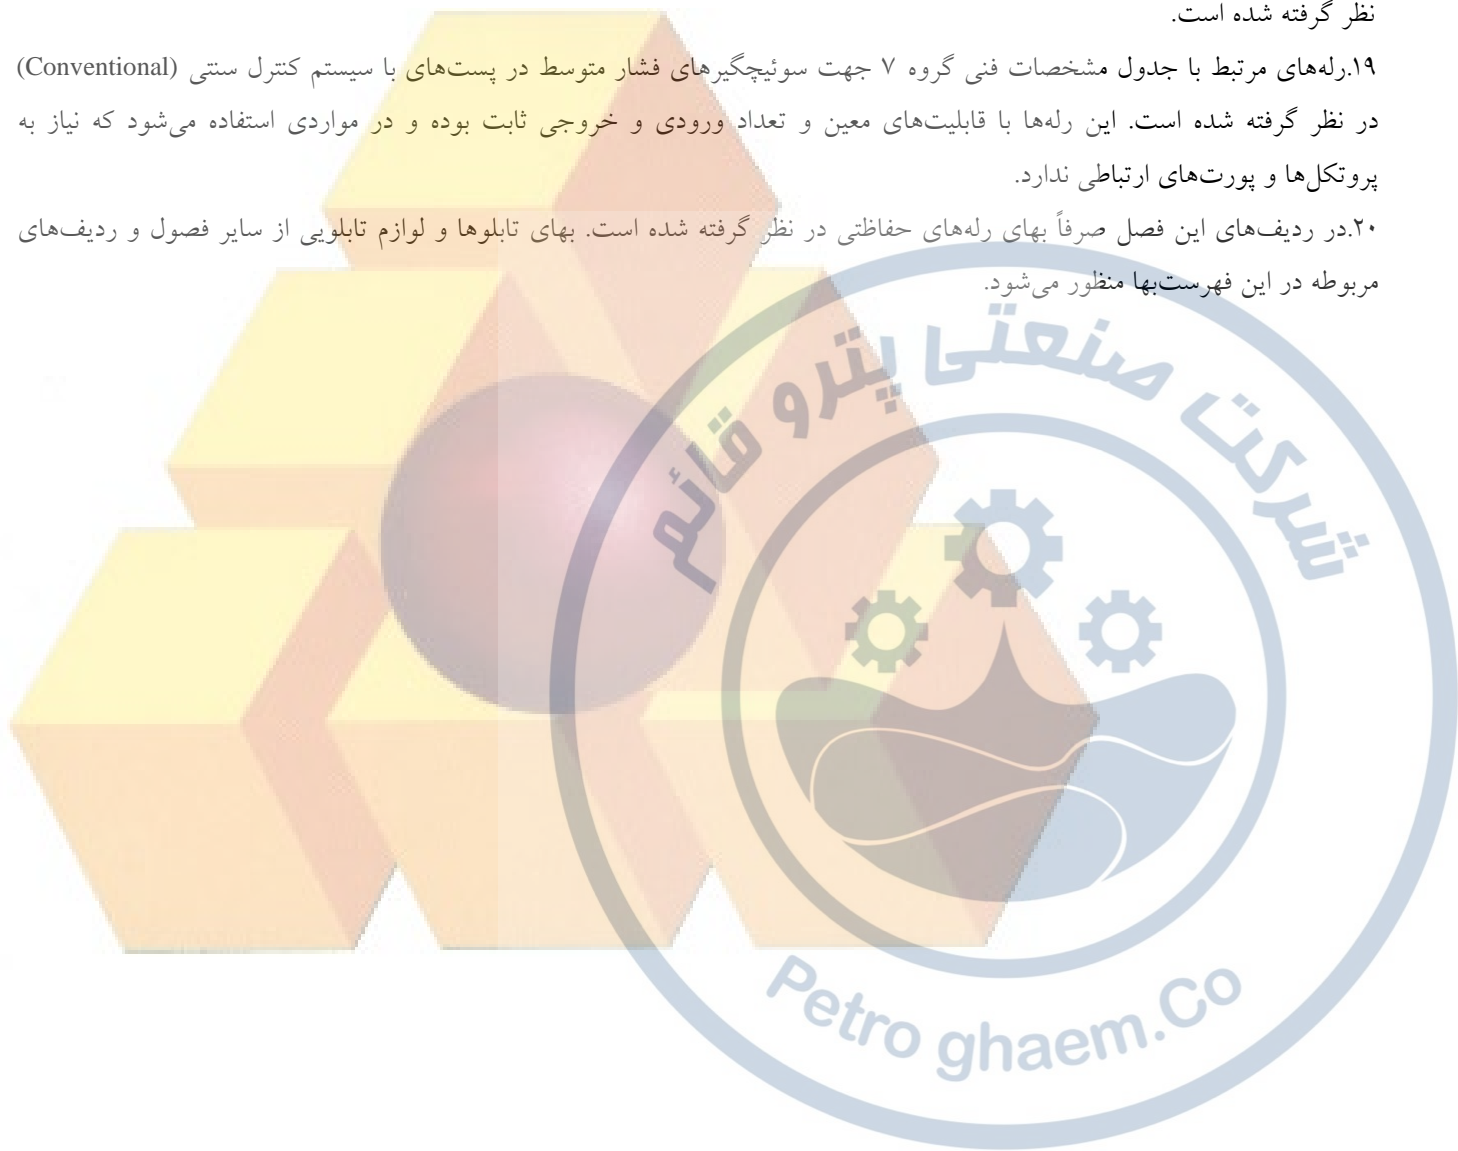 نظر گرفته شده است.
۱۹.رله‌های مرتبط با جدول مشخصات فنی گروه ۷ جهت سوئیچگیرهای فشار متوسط در پست‌های با سیستم کنترل سنتی (Conventional)
در نظر گرفته شده است. این رله‌ها با قابلیت‌های معین و تعداد ورودی و خروجی ثابت بوده و در مواردی استفاده می‌شود که نیاز به
پروتکل‌ها و پورت‌های ارتباطی ندارد.
۲۰.در ردیف‌های این فصل صرفاً بهای رله‌های حفاظتی در نظر گرفته شده است. بهای تابلوها و لوازم تابلویی از سایر فصول و ردیف‌های
مربوطه در این فهرست‌بها منظور می‌شود.
شرکت صنعتی پترو قائم
Petro ghaem.Co